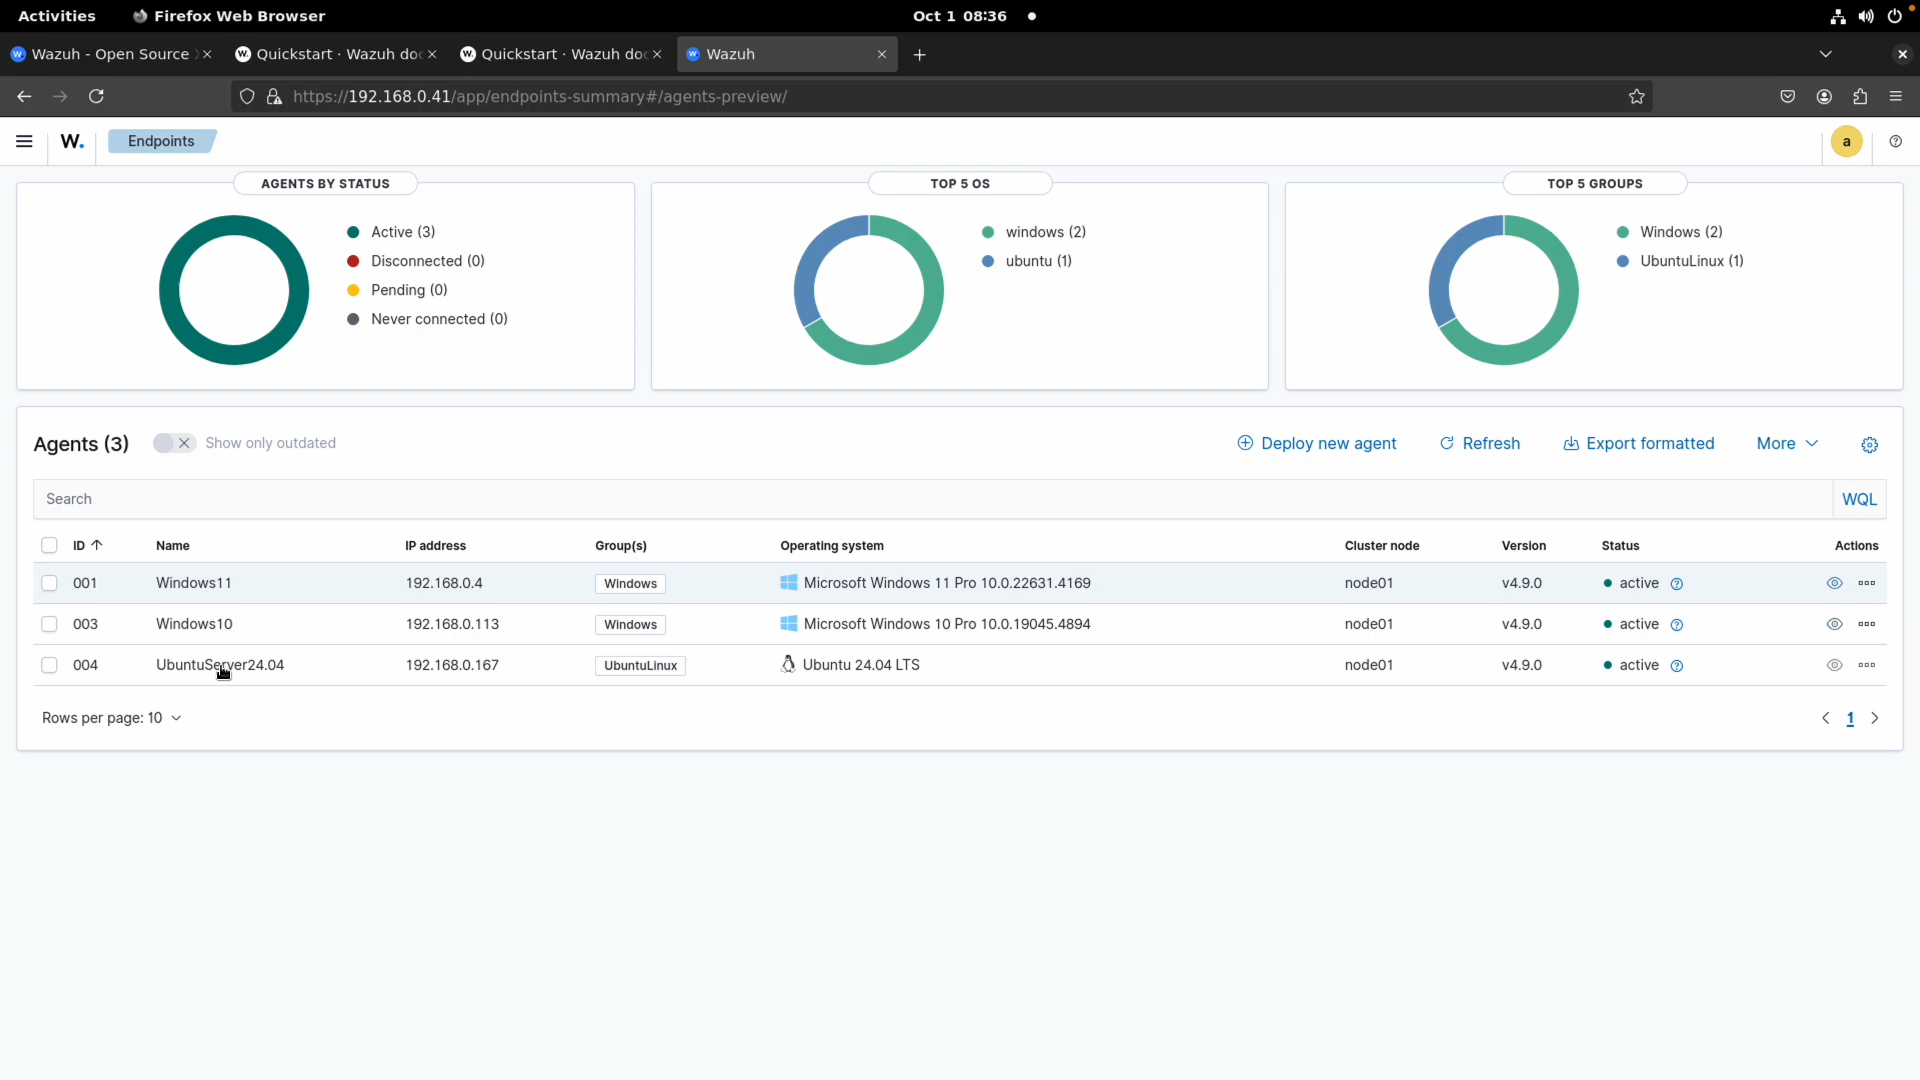 Activities Firefox Web Browser Oct 1 08:36
Wazuh - Open Source Quickstart · Wazuh doc Quickstart · Wazuh doc Wazuh
https://192.168.0.41/app/endpoints-summary#/agents-preview/
W. Endpoints a
AGENTS BY STATUS
Active (3)
Disconnected (0)
Pending (0)
Never connected (0)
TOP 5 OS
windows (2)
ubuntu (1)
TOP 5 GROUPS
Windows (2)
UbuntuLinux (1)
Agents (3) Show only outdated Deploy new agent Refresh Export formatted More
Search WQL
ID Name IP address Group(s) Operating system Cluster node Version Status Actions
001 Windows11 192.168.0.4 Windows Microsoft Windows 11 Pro 10.0.22631.4169 node01 v4.9.0 active
003 Windows10 192.168.0.113 Windows Microsoft Windows 10 Pro 10.0.19045.4894 node01 v4.9.0 active
004 UbuntuServer24.04 192.168.0.167 UbuntuLinux Ubuntu 24.04 LTS node01 v4.9.0 active
Rows per page: 10 1